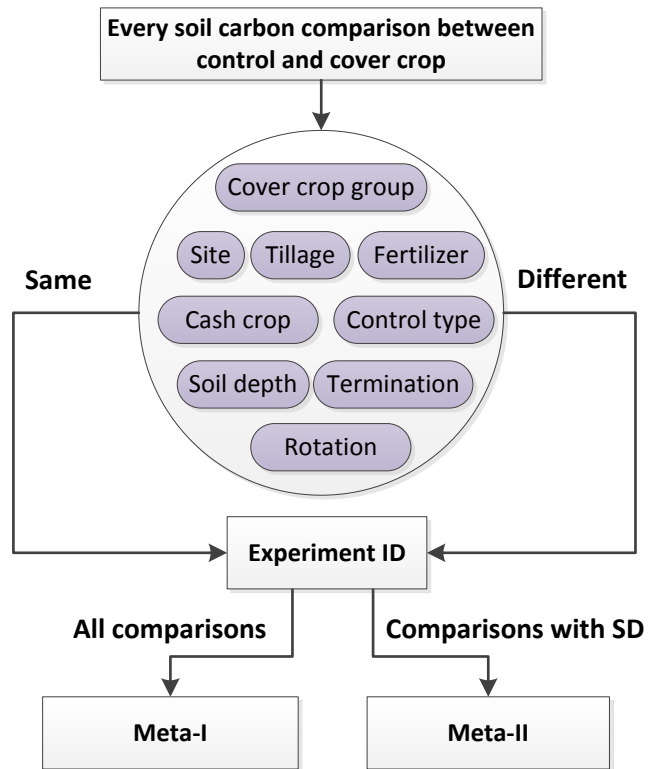 Every soil carbon comparison between
control and cover crop
Cover crop group
Site Tillage Fertilizer
Same
Different
Cash crop Control type
Soil depth Termination
Rotation
Experiment ID
All comparisons
Comparisons with SD
Meta-I
Meta-II